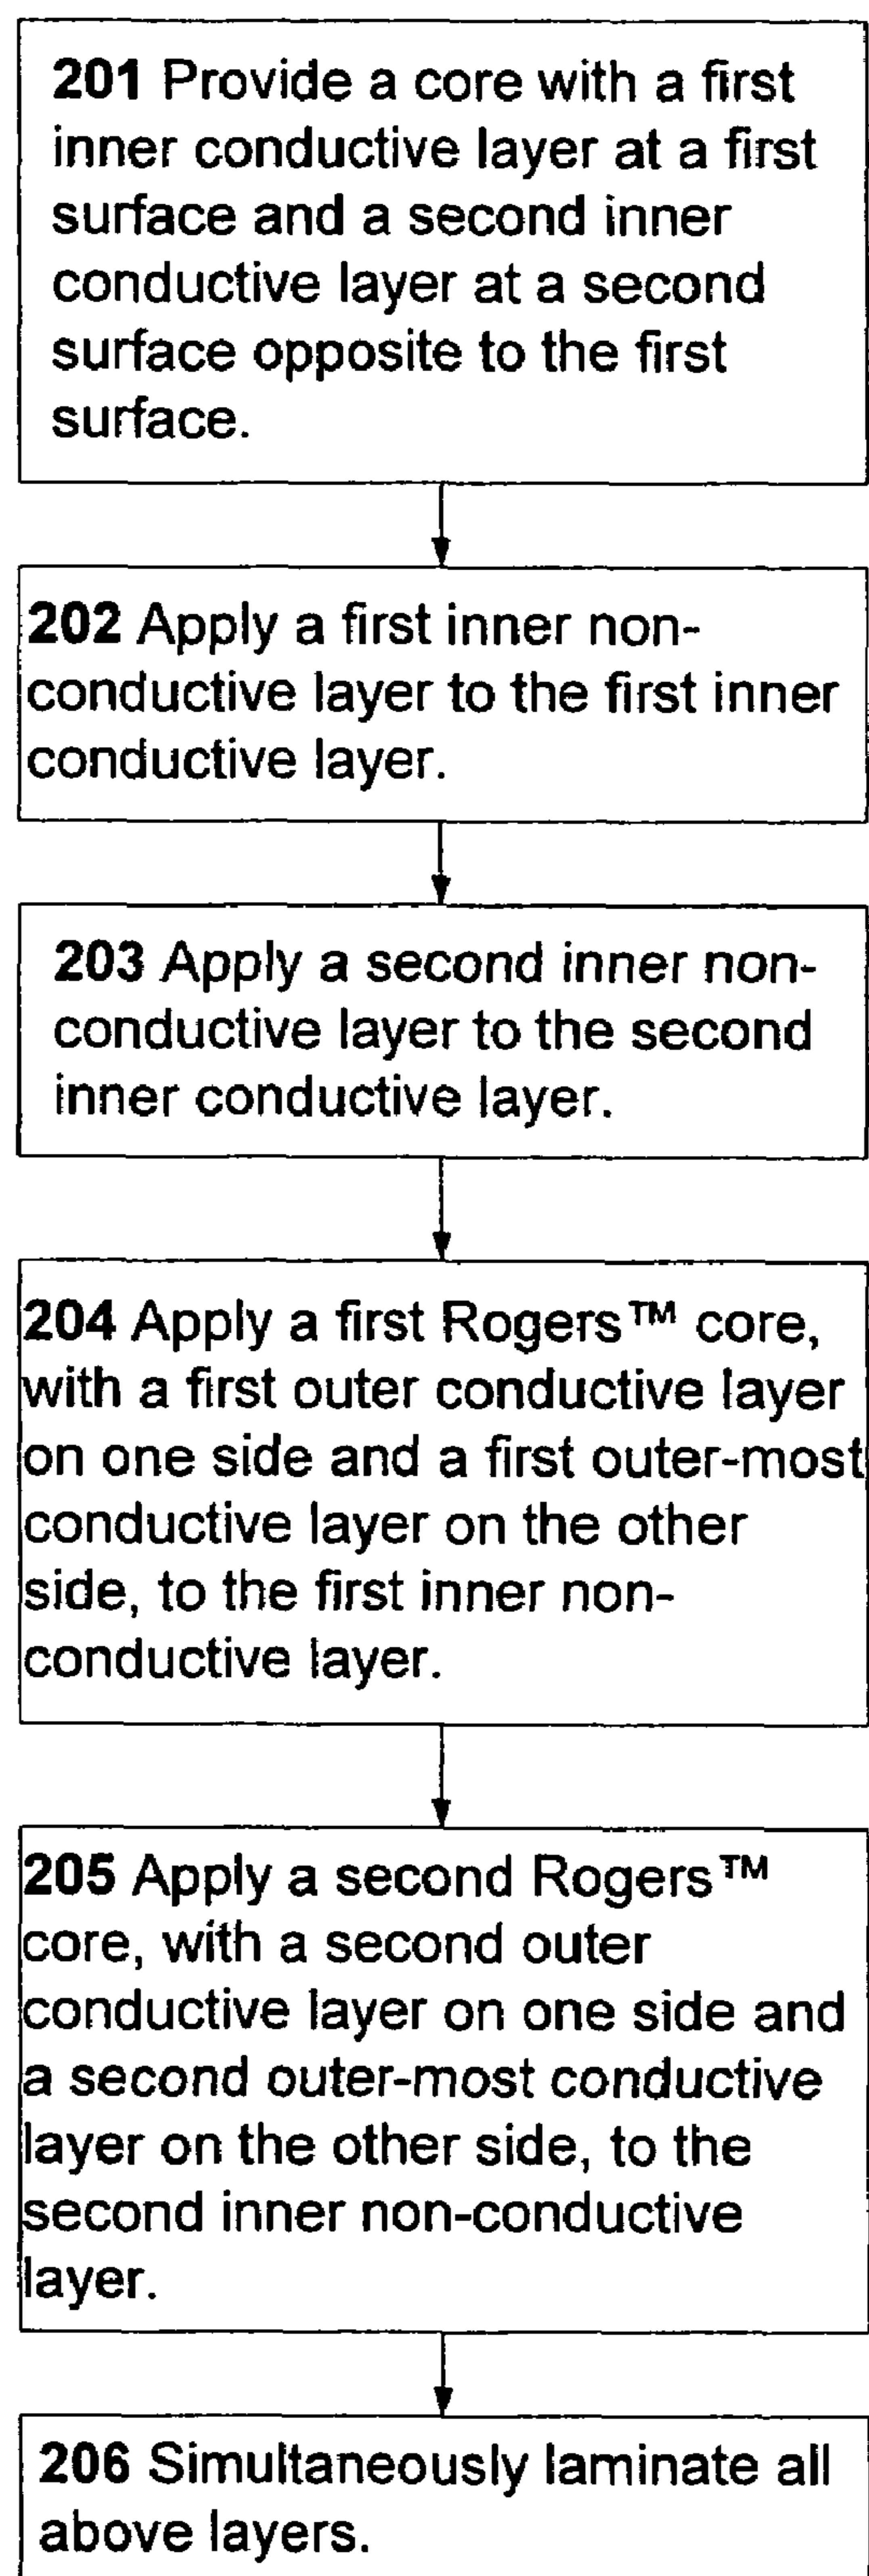 201 Provide a core with a first
inner conductive layer at a first
surface and a second inner
conductive layer at a second
surface opposite to the first
surface.
202 Apply a first inner non-
conductive layer to the first inner
conductive layer.
203 Apply a second inner non-
conductive layer to the second
inner conductive layer.
204 Apply a first Rogers™ core,
with a first outer conductive layer
on one side and a first outer-most
conductive layer on the other
side, to the first inner non-
conductive layer.
205 Apply a second Rogers™
core, with a second outer
conductive layer on one side and
a second outer-most conductive
layer on the other side, to the
second inner non-conductive
layer.
206 Simultaneously laminate all
above layers.